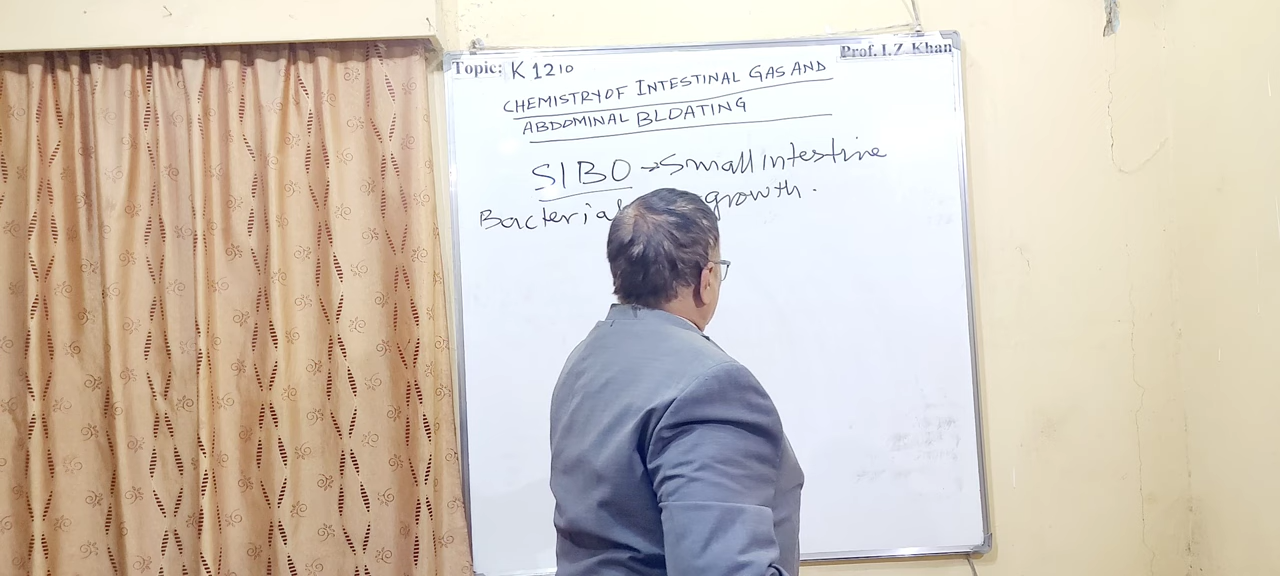 Prof. I.Z. Khan
Topic: K 1210
CHEMISTRY OF INTESTINAL GAS AND
ABDOMINAL BLOATING
SIBO → Small intestine
Bacterial growth.